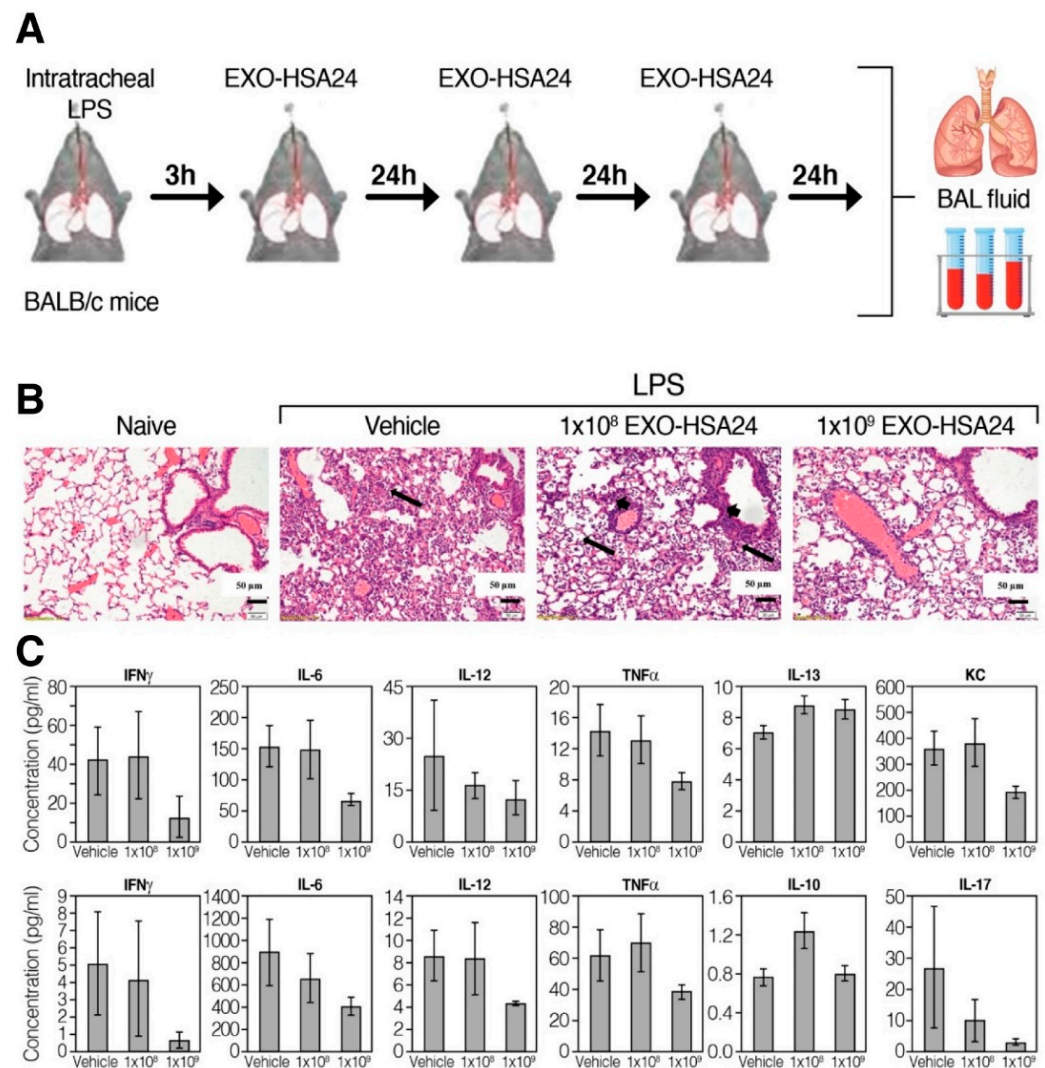 A
Intratracheal
LPS
EXO-HSA24
EXO-HSA24
EXO-HSA24
3h
24h
24h
24h
BAL fluid
BALB/c mice
B
LPS
Naive
Vehicle
1x10⁸ EXO-HSA24
1x10⁹ EXO-HSA24
50 µm
50 µm
50 µm
50 µm
C
Concentration (pg/ml)
IFNγ
80
60
40
20
0
Vehicle 1x10⁸ 1x10⁹
IL-6
250
200
150
100
50
0
Vehicle 1x10⁸ 1x10⁹
IL-12
45
30
15
0
Vehicle 1x10⁸ 1x10⁹
TNFα
20
16
12
8
4
0
Vehicle 1x10⁸ 1x10⁹
IL-13
10
8
6
4
2
0
Vehicle 1x10⁸ 1x10⁹
KC
600
500
400
300
200
100
0
Vehicle 1x10⁸ 1x10⁹
Concentration (pg/ml)
IFNγ
9
8
7
6
5
4
3
2
1
0
Vehicle 1x10⁸ 1x10⁹
IL-6
1400
1200
1000
800
600
400
200
0
Vehicle 1x10⁸ 1x10⁹
IL-12
14
12
10
8
6
4
2
0
Vehicle 1x10⁸ 1x10⁹
TNFα
100
80
60
40
20
0
Vehicle 1x10⁸ 1x10⁹
IL-10
1.6
1.2
0.8
0.4
0.0
Vehicle 1x10⁸ 1x10⁹
IL-17
50
40
30
20
10
0
Vehicle 1x10⁸ 1x10⁹